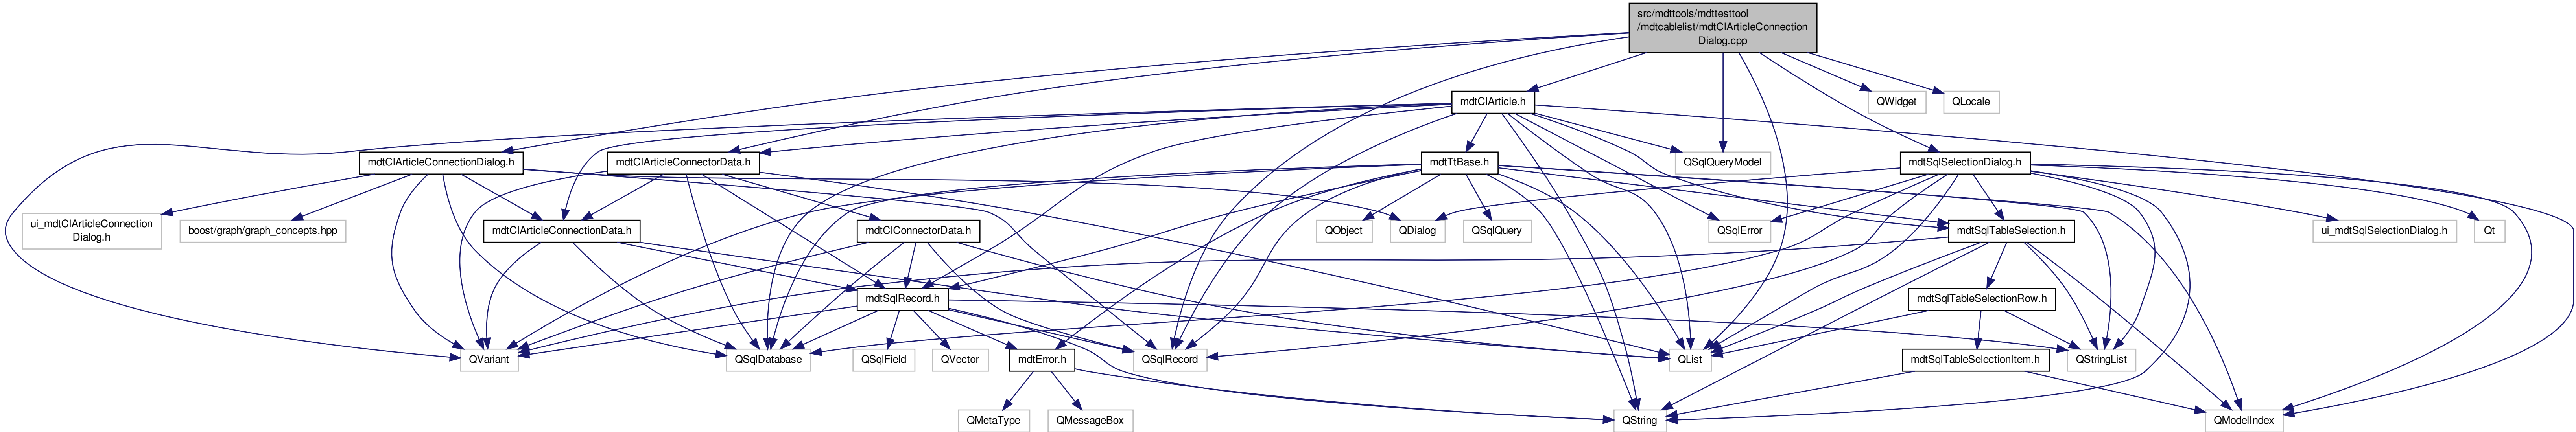 src/mdttools/mdttesttool
/mdtcablelist/mdtClArticleConnection
Dialog.cpp
mdtClArticle.h
QWidget
QLocale
mdtClArticleConnectionDialog.h
mdtClArticleConnectorData.h
mdtTtBase.h
QSqlQueryModel
mdtSqlSelectionDialog.h
ui_mdtClArticleConnection
Dialog.h
boost/graph/graph_concepts.hpp
mdtClArticleConnectionData.h
mdtClConnectorData.h
QObject
QDialog
QSqlQuery
QSqlError
mdtSqlTableSelection.h
ui_mdtSqlSelectionDialog.h
Qt
mdtSqlRecord.h
mdtSqlTableSelectionRow.h
QVariant
QSqlDatabase
QSqlField
QVector
mdtError.h
QSqlRecord
QList
mdtSqlTableSelectionItem.h
QStringList
QMetaType
QMessageBox
QString
QModelIndex